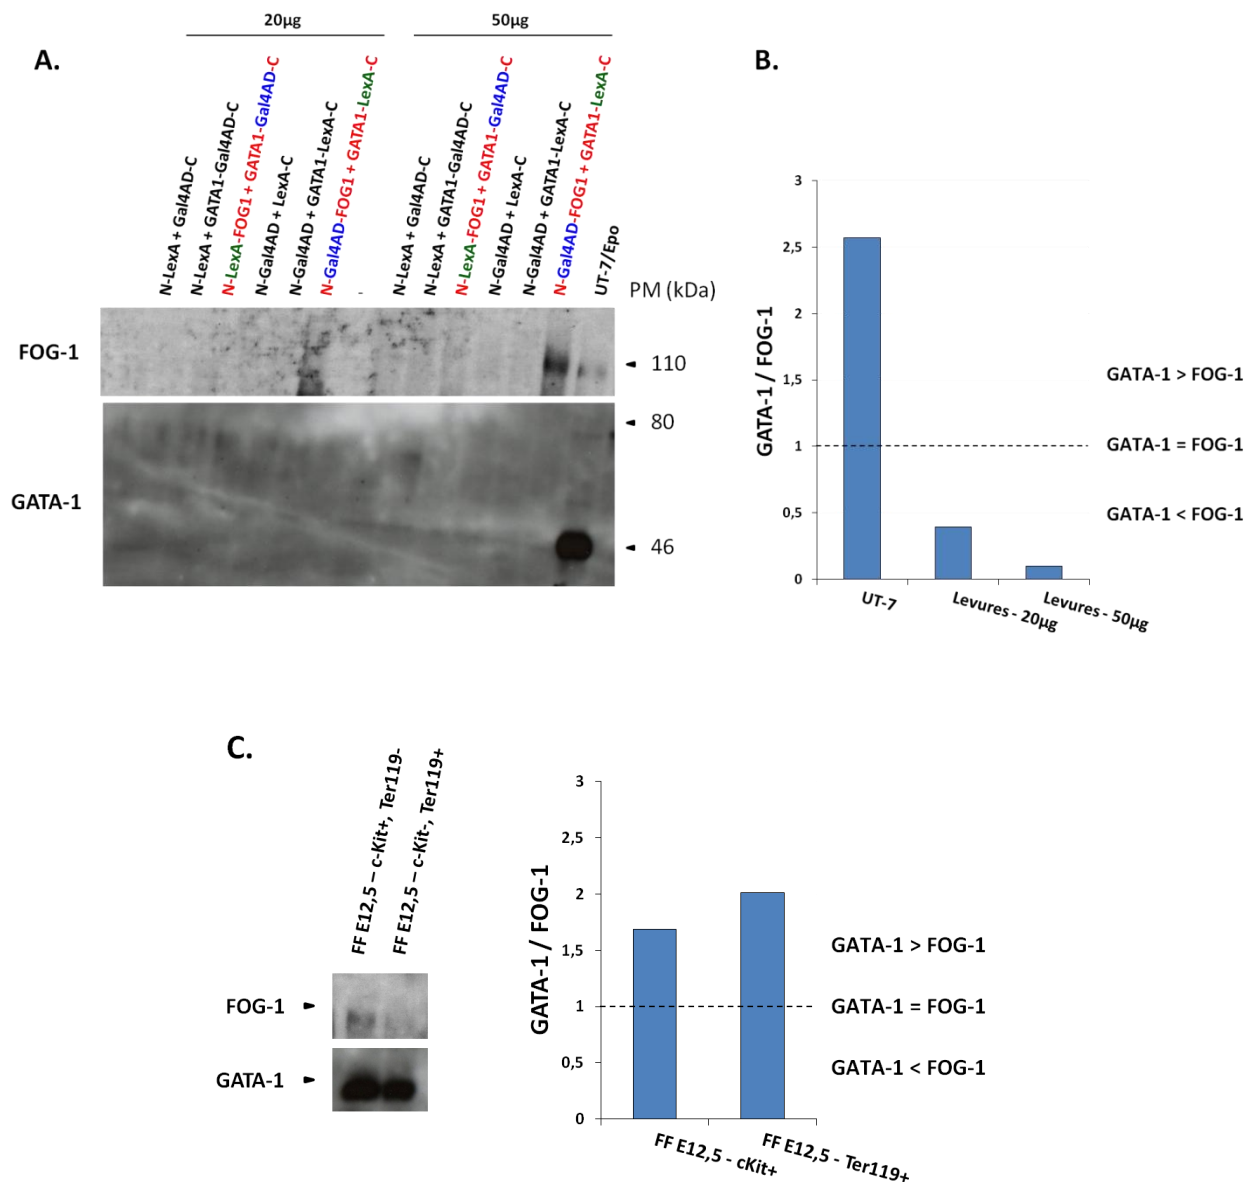 20µg
50µg
A.
N-LexA + Gal4AD-C
N-LexA + GATA1-Gal4AD-C
N-LexA-FOG1 + GATA1-Gal4AD-C
N-Gal4AD + LexA-C
N-Gal4AD + GATA1-LexA-C
N-Gal4AD-FOG1 + GATA1-LexA-C
-
N-LexA + Gal4AD-C
N-LexA + GATA1-Gal4AD-C
N-LexA-FOG1 + GATA1-Gal4AD-C
N-Gal4AD + LexA-C
N-Gal4AD + GATA1-LexA-C
N-Gal4AD-FOG1 + GATA1-LexA-C
UT-7/Epo
PM (kDa)
FOG-1
110
80
GATA-1
46
B.
GATA-1 / FOG-1
3
2,5
2
1,5
1
0,5
0
UT-7
Levures - 20µg
Levures - 50µg
GATA-1 > FOG-1
GATA-1 = FOG-1
GATA-1 < FOG-1
C.
FF E12,5 – c-Kit+, Ter119-
FF E12,5 – c-Kit-, Ter119+
FOG-1
GATA-1
GATA-1 / FOG-1
3
2,5
2
1,5
1
0,5
0
FF E12,5 - cKit+
FF E12,5 - Ter119+
GATA-1 > FOG-1
GATA-1 = FOG-1
GATA-1 < FOG-1